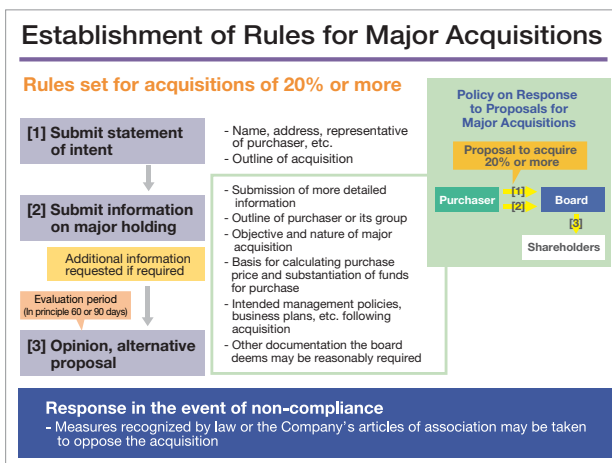 Establishment of Rules for Major Acquisitions
Rules set for acquisitions of 20% or more
[1] Submit statement
of intent
- Name, address, representative
of purchaser, etc.
- Outline of acquisition
[2] Submit information
on major holding
Additional information
requested if required
- Submission of more detailed
information
- Outline of purchaser or its group
- Objective and nature of major
acquisition
- Basis for calculating purchase
price and substantiation of funds
for purchase
- Intended management policies,
business plans, etc. following
acquisition
- Other documentation the board
deems may be reasonably required
Evaluation period
(In principle 60 or 90 days)
[3] Opinion, alternative
proposal
Policy on Response
to Proposals for
Major Acquisitions
Proposal to acquire
20% or more
Purchaser
[1]
[2]
Board
[3]
Shareholders
Response in the event of non-compliance
- Measures recognized by law or the Company's articles of association may be taken
to oppose the acquisition